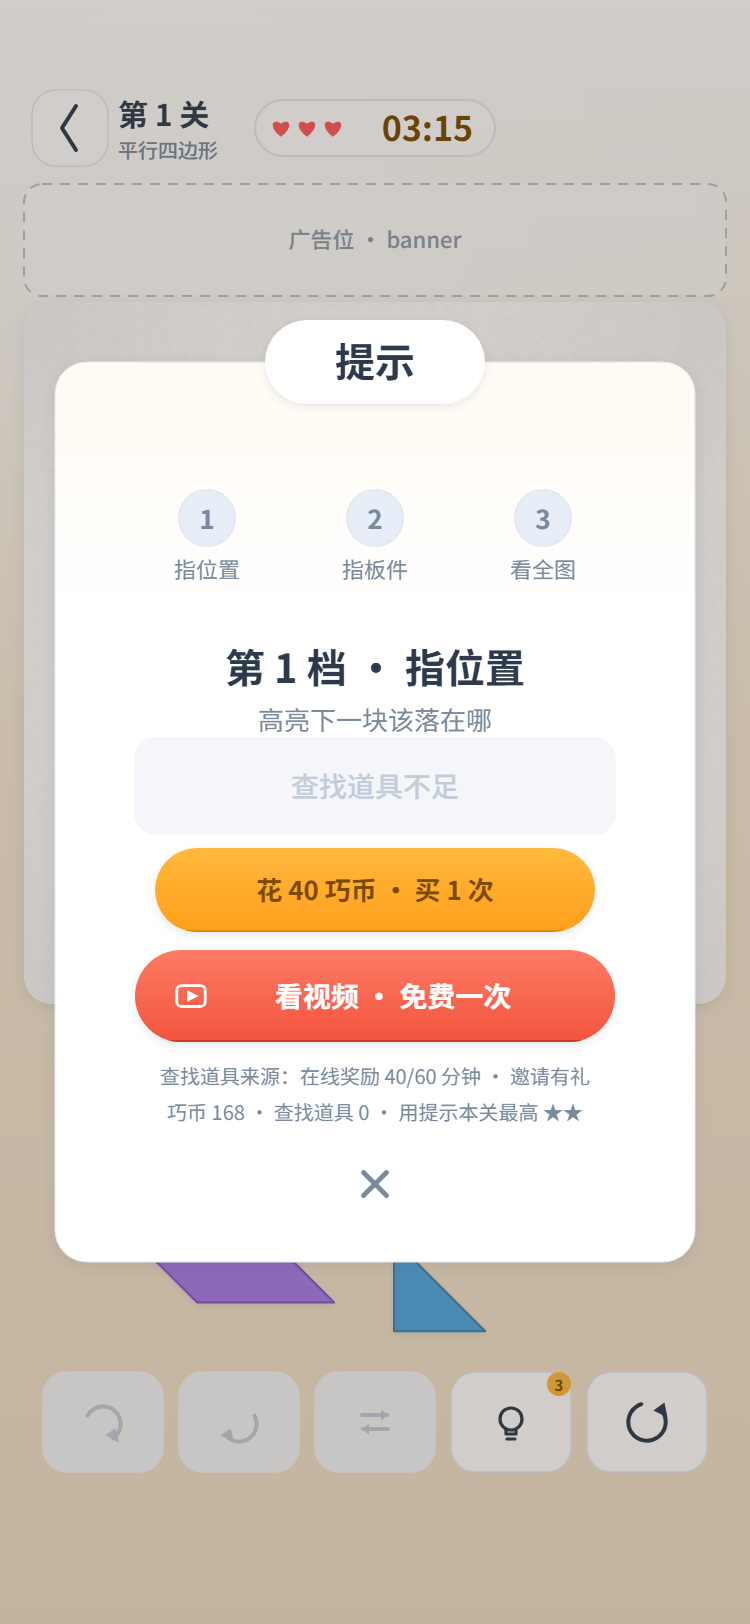 第 1 关
平行四边形
03:15
广告位 · banner
提示
1
2
3
指位置
指板件
看全图
第 1 档 · 指位置
高亮下一块该落在哪
查找道具不足
花 40 巧币 · 买 1 次
看视频 · 免费一次
查找道具来源：在线奖励 40/60 分钟 · 邀请有礼
巧币 168 · 查找道具 0 · 用提示本关最高 ★★
3